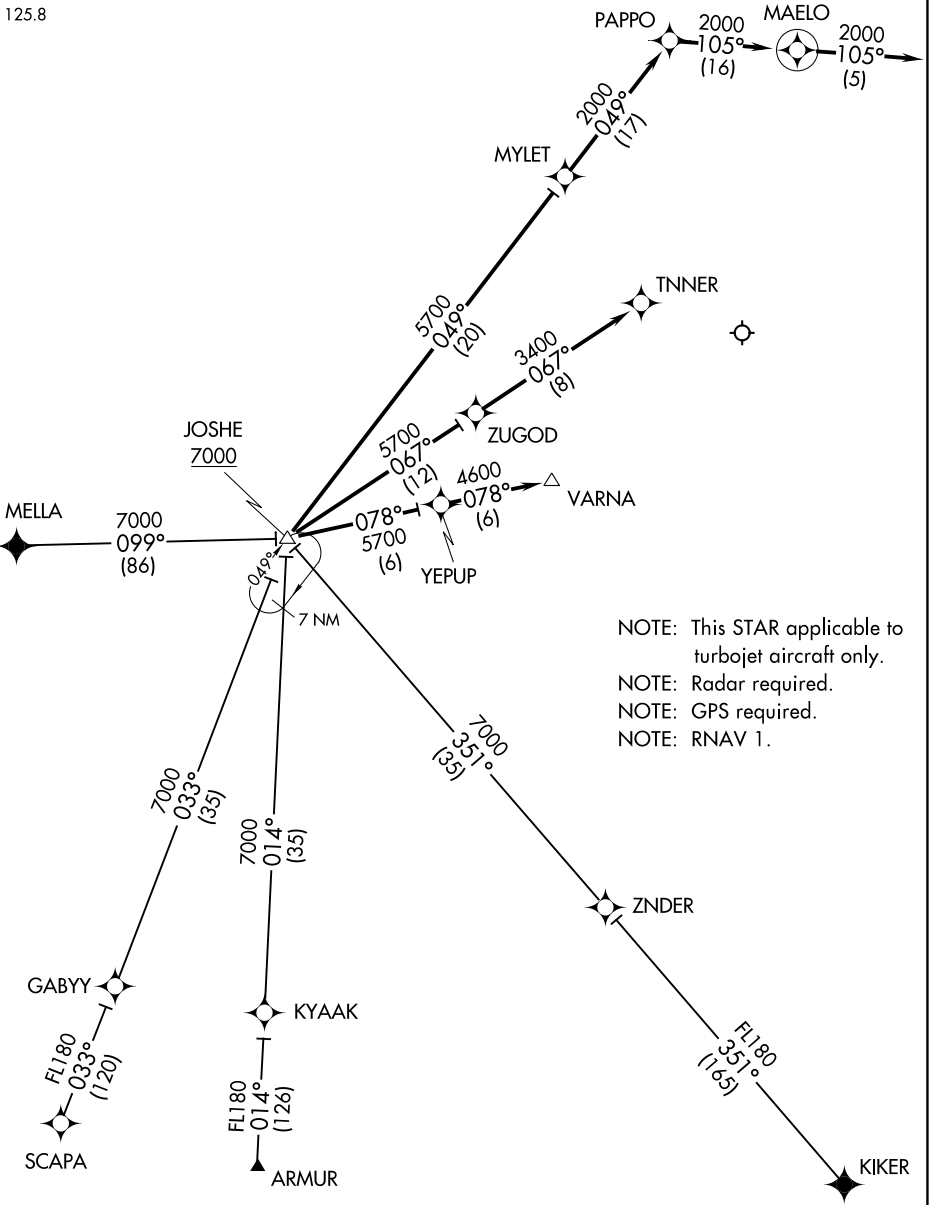 125.8
PAPPO
2000
105°
(16)
MAELO
2000
105°
(5)
2000
049°
(17)
MYLET
5700
049°
(20)
TNNER
3400
067°
(8)
ZUGOD
5700
067°
(12)
JOSHE
7000
4600
078°
(6)
VARNA
078°
5700
(6)
YEPUP
MELLA
7000
099°
(86)
049°
7 NM
NOTE: This STAR applicable to
turbojet aircraft only.
NOTE: Radar required.
NOTE: GPS required.
NOTE: RNAV 1.
7000
351°
(35)
7000
033°
(35)
7000
014°
(35)
ZNDER
GABYY
KYAAK
FL180
033°
(120)
FL180
014°
(126)
FL180
351°
(165)
SCAPA
ARMUR
KIKER